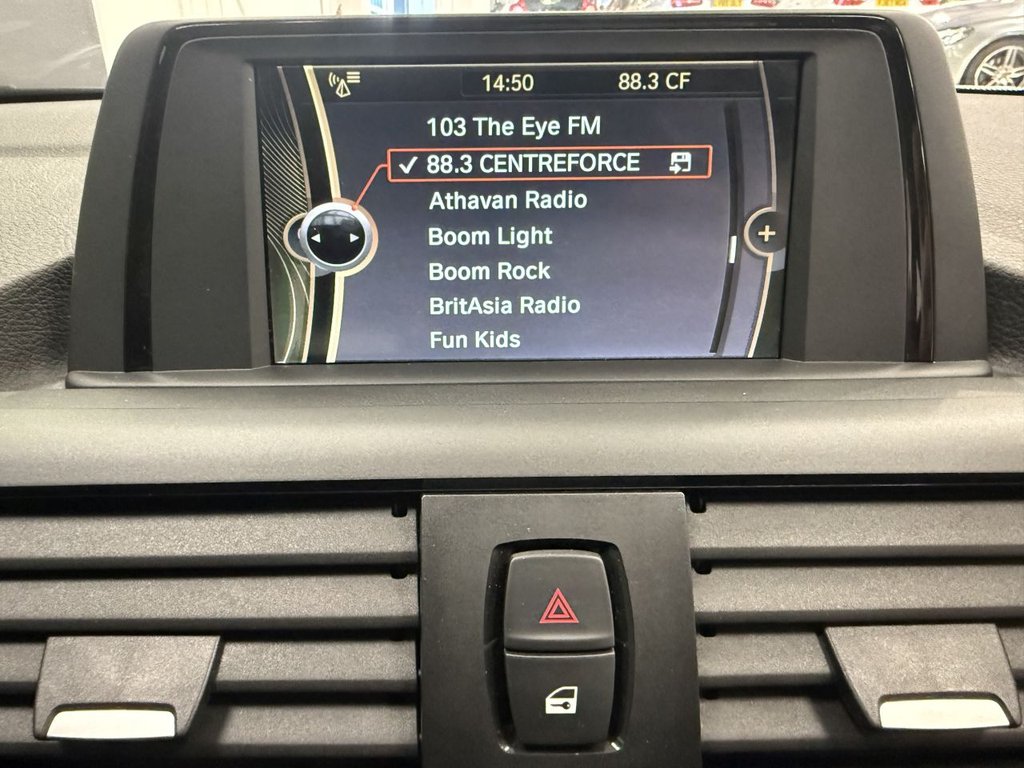 14:50 88.3 CF
103 The Eye FM
88.3 CENTREFORCE
Athavan Radio
Boom Light
Boom Rock
BritAsia Radio
Fun Kids